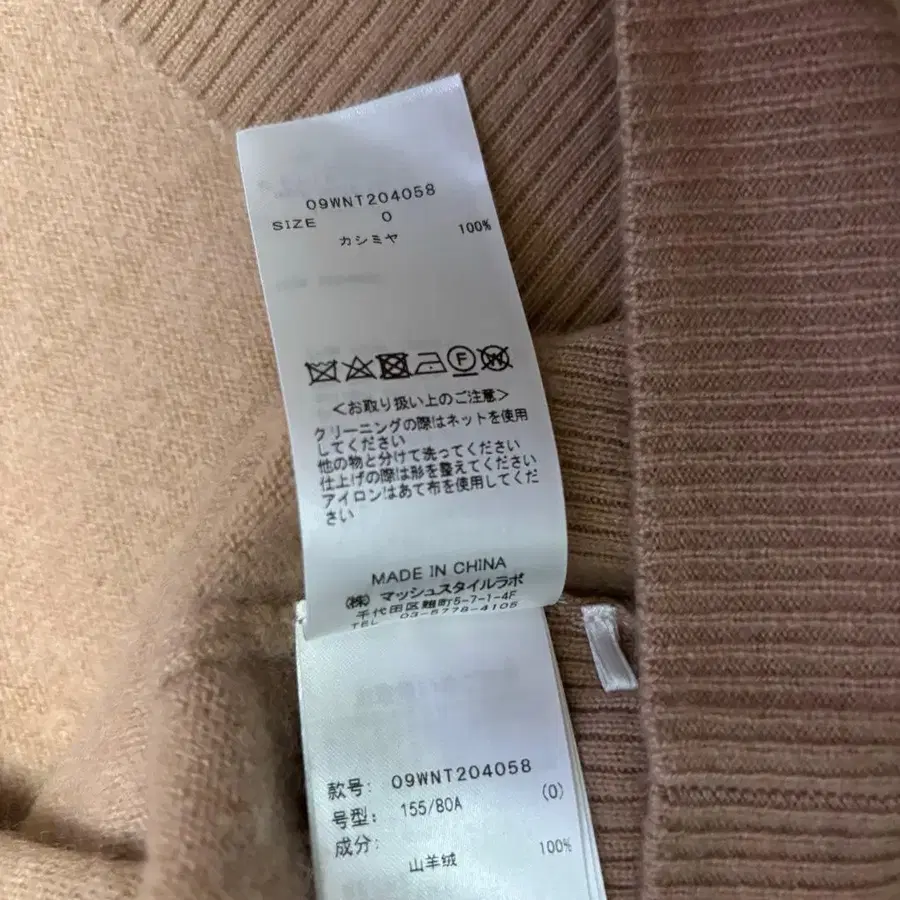 09WNT204058
SIZE 0
カシミヤ 100%
F W
＜お取り扱い上のご注意＞
クリーニングの際はネットを使用
してください
他の物と分けて洗ってください
仕上げの際は形を整えてください
アイロンはあて布を使用してくだ
さい
MADE IN CHINA
(株) マッシュスタイルラボ
千代田区麹町5-7-1-4F
TEL 03-5778-4105
款号: 09WNT204058
号型: 155/80A (0)
成分:
山羊绒 100%